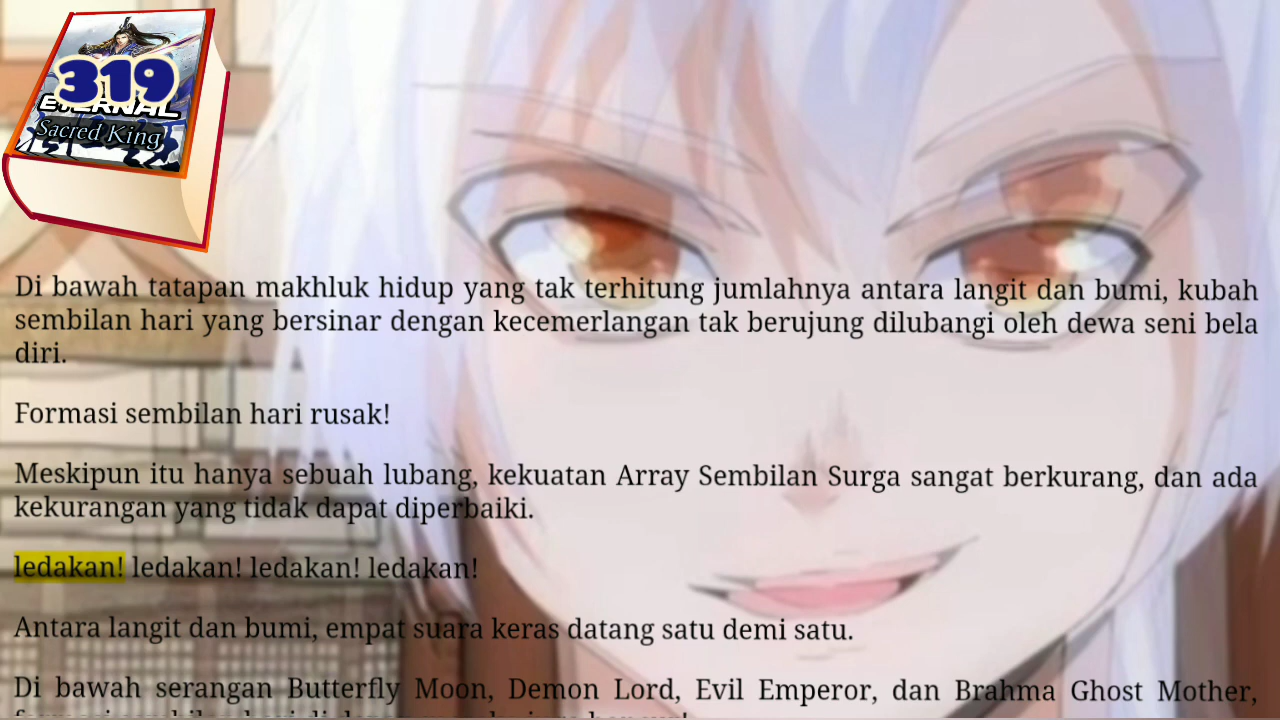 319
ETERNAL
Sacred King
Di bawah tatapan makhluk hidup yang tak terhitung jumlahnya antara langit dan bumi, kubah
sembilan hari yang bersinar dengan kecemerlangan tak berujung dilubangi oleh dewa seni bela
diri.
Formasi sembilan hari rusak!
Meskipun itu hanya sebuah lubang, kekuatan Array Sembilan Surga sangat berkurang, dan ada
kekurangan yang tidak dapat diperbaiki.
ledakan! ledakan! ledakan! ledakan!
Antara langit dan bumi, empat suara keras datang satu demi satu.
Di bawah serangan Butterfly Moon, Demon Lord, Evil Emperor, dan Brahma Ghost Mother,